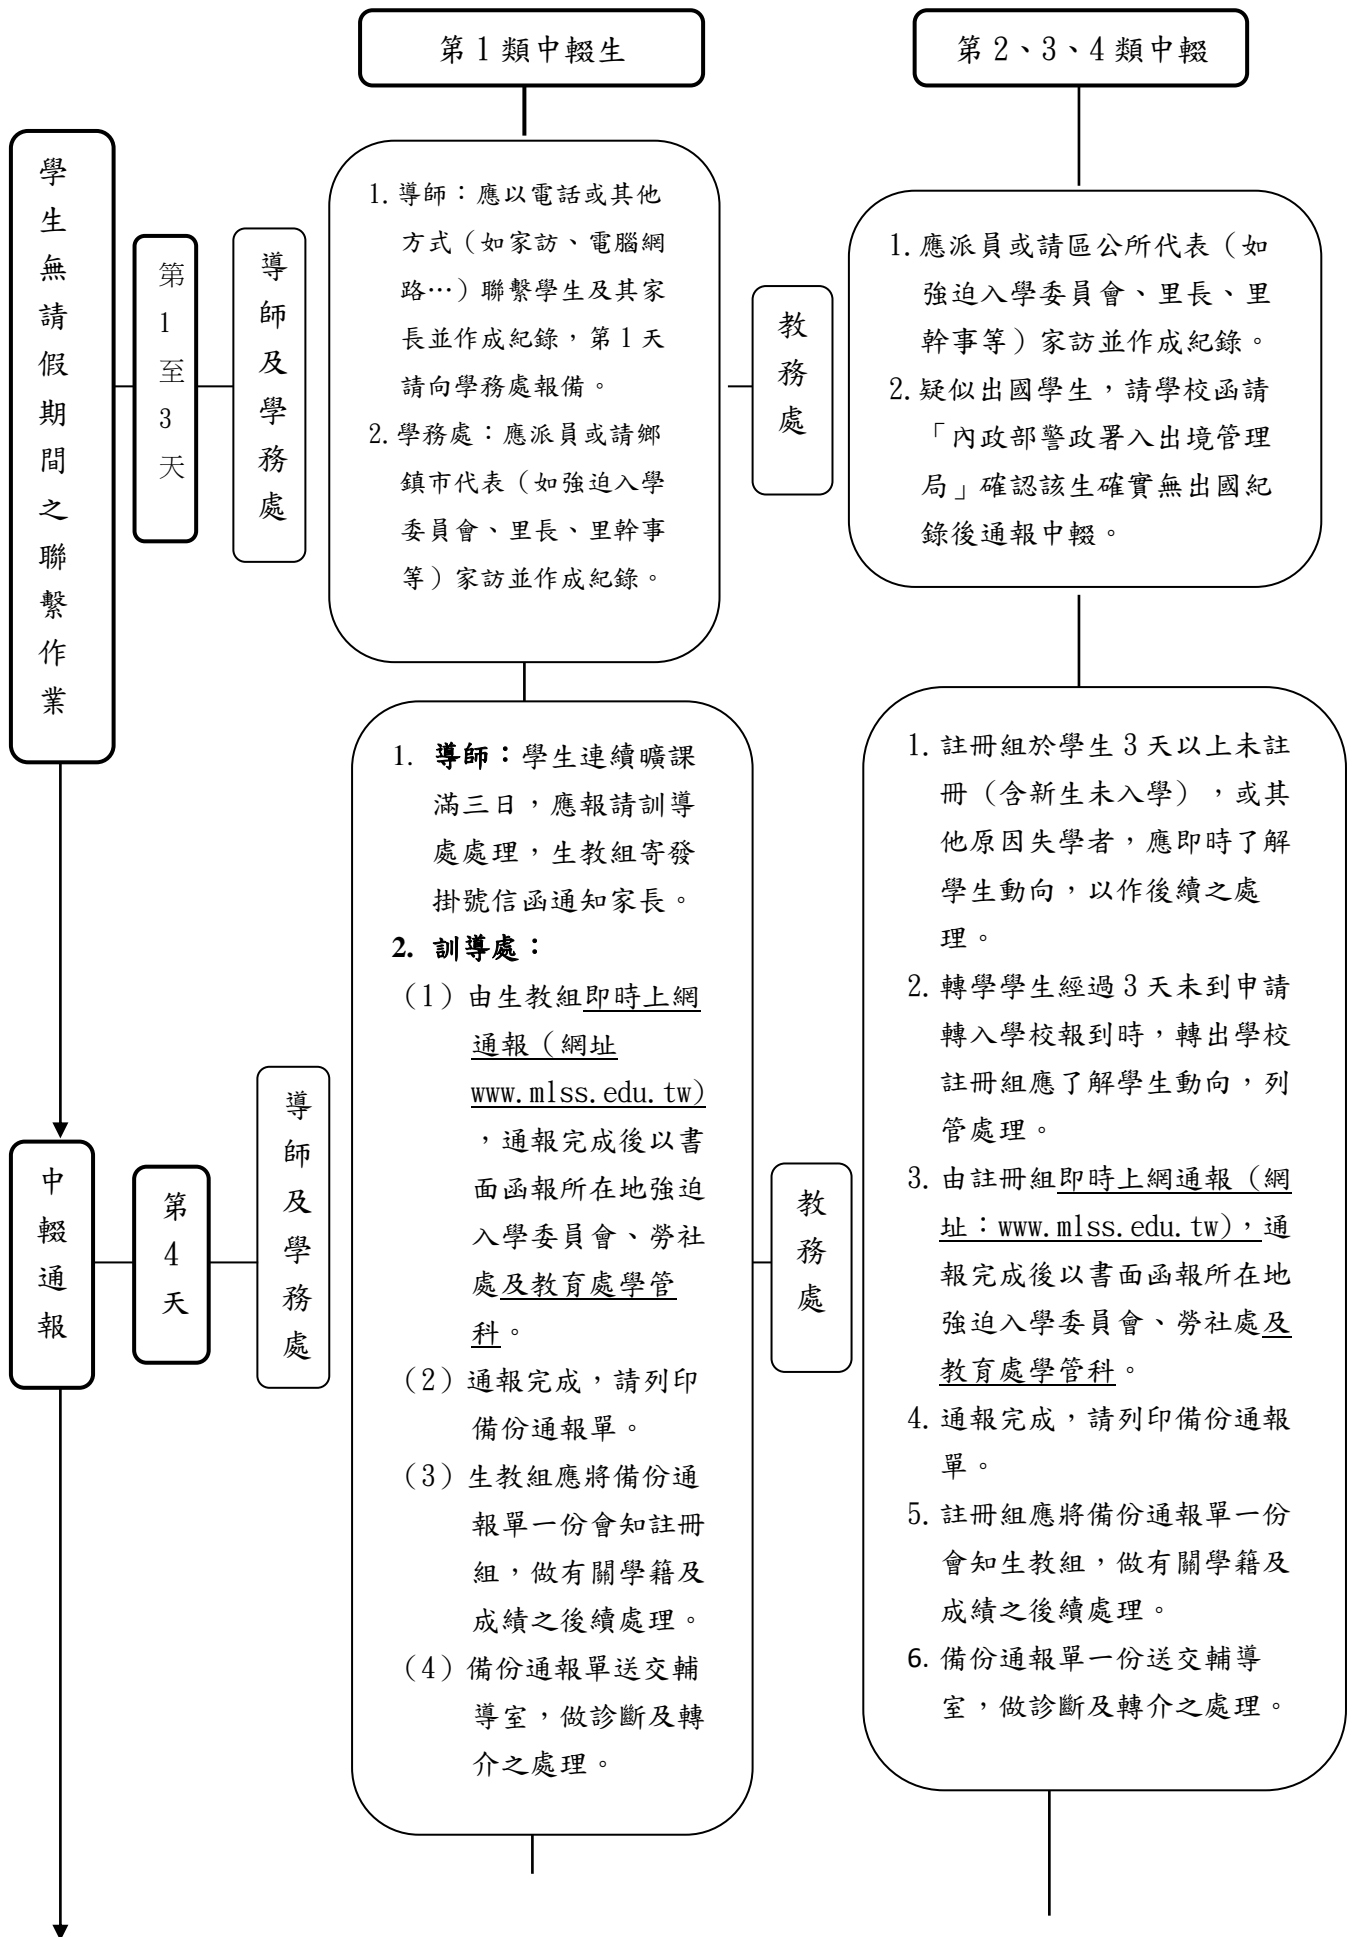 第 1 類中輟生
第 2、3、4 類中輟
學生無請假期間之聯繫作業
第1至3天
導師及學務處
1. 導師：應以電話或其他
方式（如家訪、電腦網
路…）聯繫學生及其家
長並作成紀錄，第 1 天
請向學務處報備。
2. 學務處：應派員或請鄉
鎮市代表（如強迫入學
委員會、里長、里幹事
等）家訪並作成紀錄。
教務處
1. 應派員或請區公所代表（如
強迫入學委員會、里長、里
幹事等）家訪並作成紀錄。
2. 疑似出國學生，請學校函請
「內政部警政署入出境管理
局」確認該生確實無出國紀
錄後通報中輟。
中輟通報
第4天
導師及學務處
1. 導師：學生連續曠課
滿三日，應報請訓導
處處理，生教組寄發
掛號信函通知家長。
2. 訓導處：
（1）由生教組即時上網
通報（網址
www.mlss.edu.tw)
，通報完成後以書
面函報所在地強迫
入學委員會、勞社
處及教育處學管
科。
（2）通報完成，請列印
備份通報單。
（3）生教組應將備份通
報單一份會知註冊
組，做有關學籍及
成績之後續處理。
（4）備份通報單送交輔
導室，做診斷及轉
介之處理。
教務處
1. 註冊組於學生 3 天以上未註
冊（含新生未入學），或其
他原因失學者，應即時了解
學生動向，以作後續之處
理。
2. 轉學學生經過 3 天未到申請
轉入學校報到時，轉出學校
註冊組應了解學生動向，列
管處理。
3. 由註冊組即時上網通報（網
址：www.mlss.edu.tw)，通
報完成後以書面函報所在地
強迫入學委員會、勞社處及
教育處學管科。
4. 通報完成，請列印備份通報
單。
5. 註冊組應將備份通報單一份
會知生教組，做有關學籍及
成績之後續處理。
6. 備份通報單一份送交輔導
室，做診斷及轉介之處理。